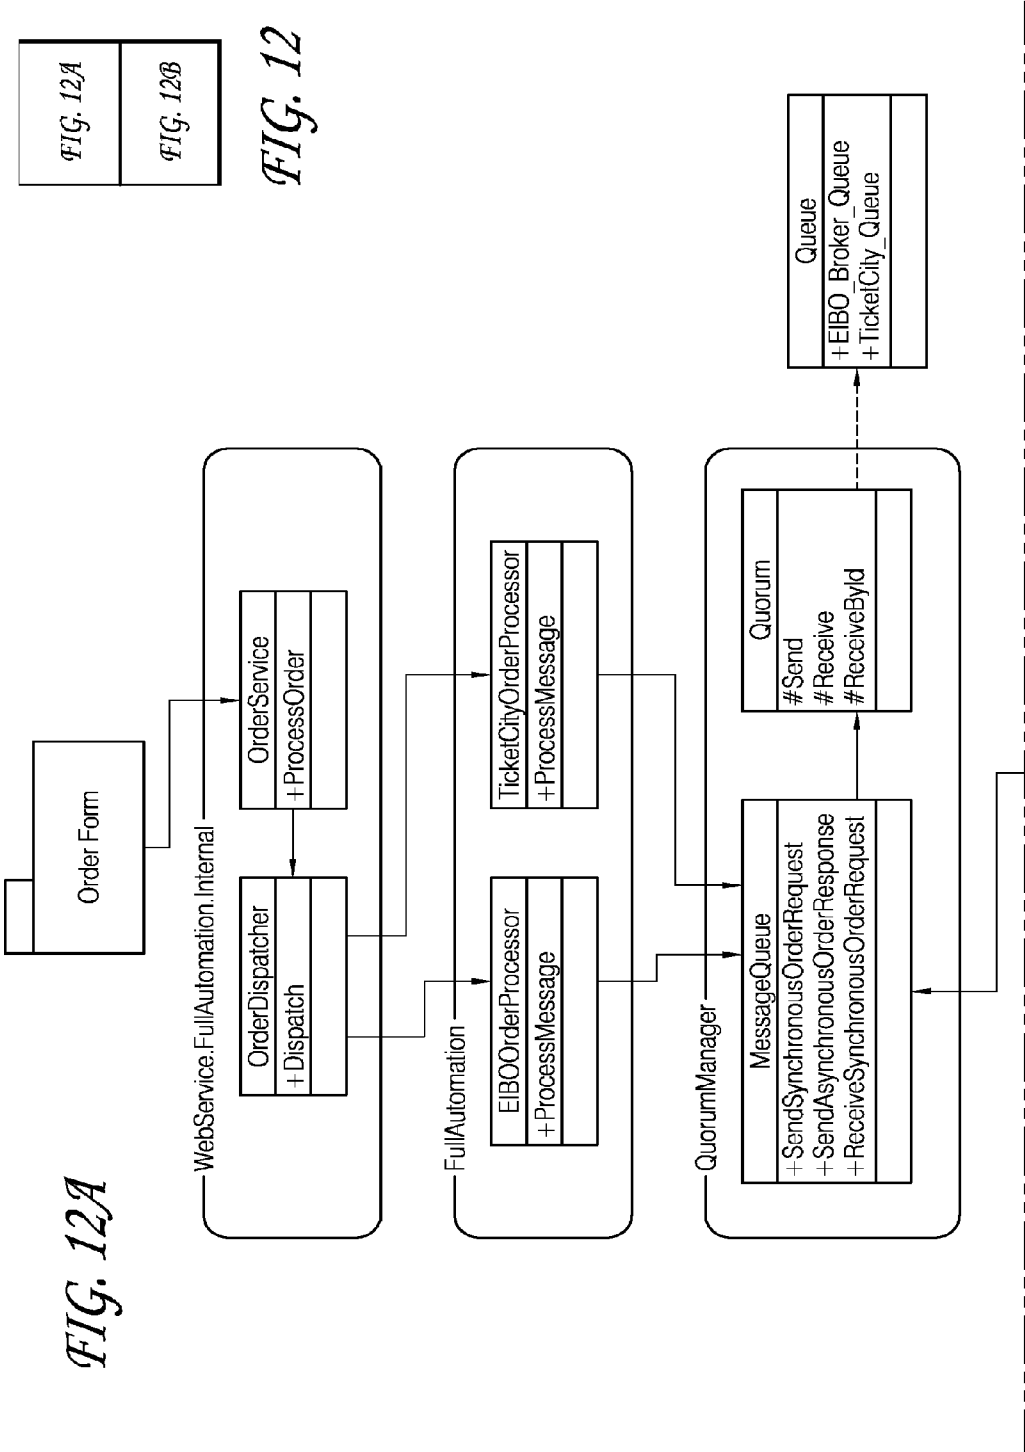 FIG. 12A
FIG. 12A
FIG. 12B
FIG. 12
Order Form
WebService.FullAutomation.Internal
OrderDispatcher
+Dispatch
OrderService
+ProcessOrder
FullAutomation
EIBOOrderProcessor
+ProcessMessage
TicketCityOrderProcessor
+ProcessMessage
QuorumManager
MessageQueue
+SendSynchronousOrderRequest
+SendAsynchronousOrderResponse
+ReceiveSynchronousOrderRequest
Quorum
#Send
#Receive
#ReceiveById
Queue
+EIBO_Broker_Queue
+TicketCity_Queue